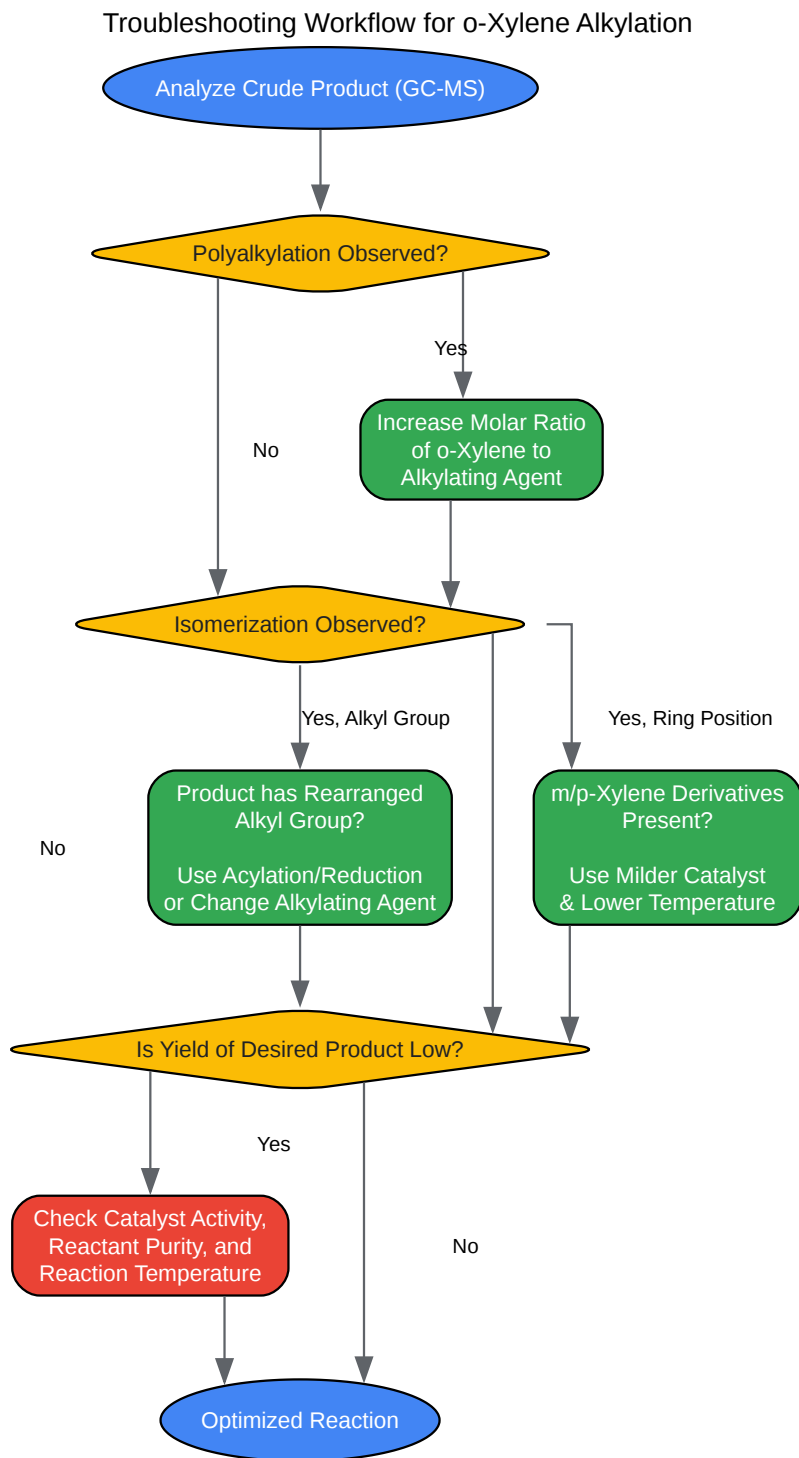 Troubleshooting Workflow for o-Xylene Alkylation
Analyze Crude Product (GC-MS)
Polyalkylation Observed?
Yes
No
Increase Molar Ratio
of o-Xylene to
Alkylating Agent
Isomerization Observed?
Yes, Alkyl Group
Yes, Ring Position
No
Product has Rearranged
Alkyl Group?
Use Acylation/Reduction
or Change Alkylating Agent
m/p-Xylene Derivatives
Present?
Use Milder Catalyst
& Lower Temperature
Is Yield of Desired Product Low?
Yes
No
Check Catalyst Activity,
Reactant Purity, and
Reaction Temperature
Optimized Reaction